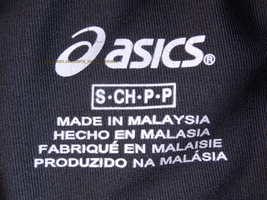 asics®
S·CH·P·P
MADE IN MALAYSIA
HECHO EN MALASIA
FABRIQUÉ EN MALAISIE
PRODUZIDO NA MALÁSIA